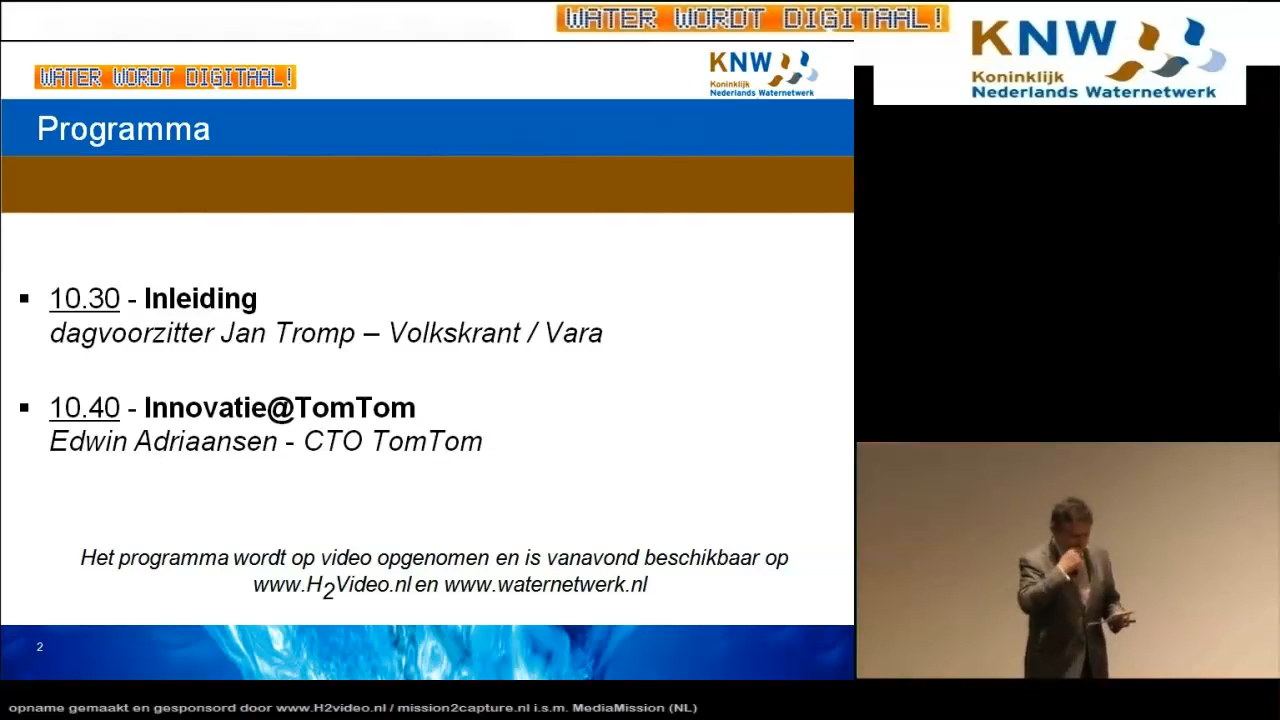 WATER WORDT DIGITAAL!
KNW
Koninklijk
Nederlands Waternetwerk
WATER WORDT DIGITAAL!
KNW
Koninklijk
Nederlands Waternetwerk
Programma
▪ 10.30 - Inleiding
dagvoorzitter Jan Tromp – Volkskrant / Vara
▪ 10.40 - Innovatie@TomTom
Edwin Adriaansen - CTO TomTom
Het programma wordt op video opgenomen en is vanavond beschikbaar op
www.H2Video.nl en www.waternetwerk.nl
2
opname gemaakt en gesponsord door www.H2video.nl / mission2capture.nl i.s.m. MediaMission (NL)